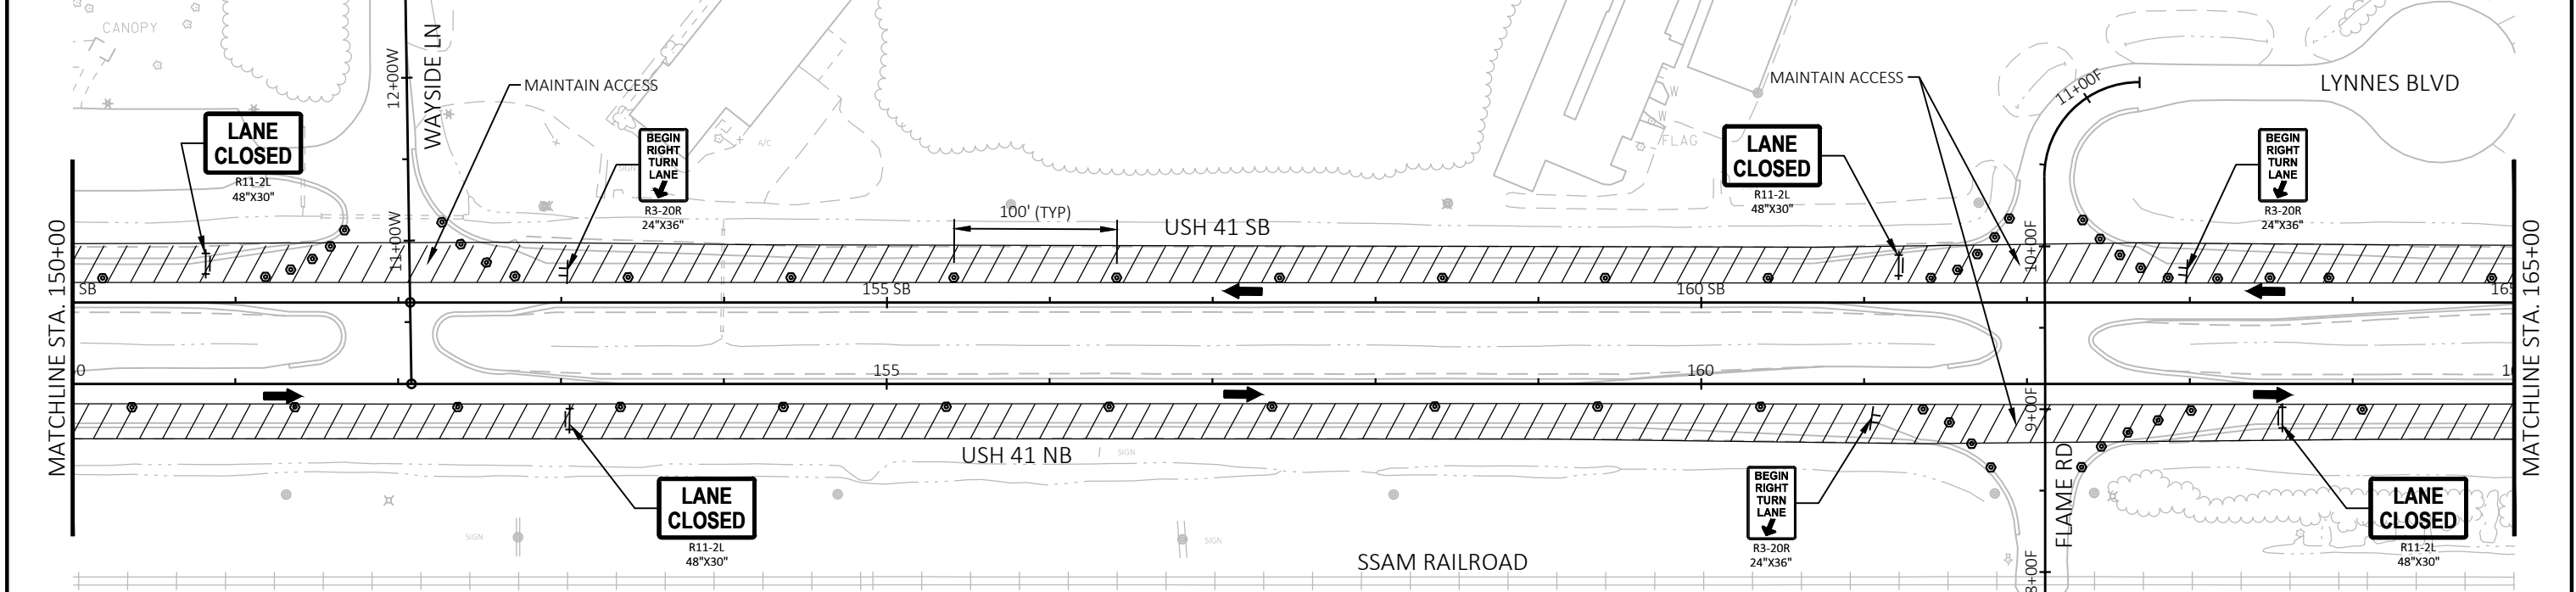 CANOPY
12+00W
WAYSIDE LN
MAINTAIN ACCESS
MAINTAIN ACCESS
11+00F
LYNNES BLVD
W
W
FLAG
A/C
LANE
CLOSED
R11-2L
48"X30"
BEGIN
RIGHT
TURN
LANE
R3-20R
24"X36"
LANE
CLOSED
R11-2L
48"X30"
BEGIN
RIGHT
TURN
LANE
R3-20R
24"X36"
11+00W
100' (TYP)
USH 41 SB
10+00F
MATCHLINE STA. 150+00
MATCHLINE STA. 165+00
SB
155 SB
160 SB
165
0
155
160
1
9+00F
USH 41 NB
SIGN
FLAME RD
LANE
CLOSED
R11-2L
48"X30"
BEGIN
RIGHT
TURN
LANE
R3-20R
24"X36"
LANE
CLOSED
R11-2L
48"X30"
SIGN
SIGN
SSAM RAILROAD
8+00F